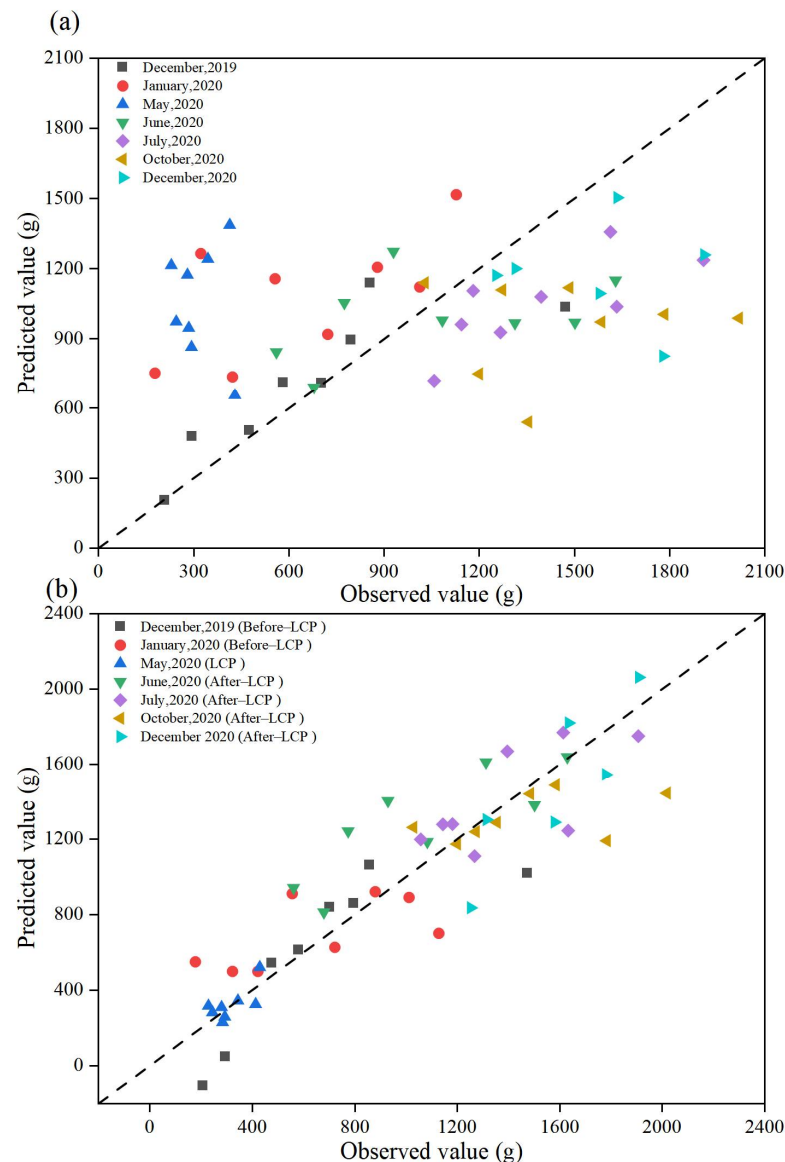 (a)
2100
1800
1500
1200
900
600
300
0
Predicted value (g)
December,2019
January,2020
May,2020
June,2020
July,2020
October,2020
December,2020
0 300 600 900 1200 1500 1800 2100
Observed value (g)
(b)
2400
2000
1600
1200
800
400
0
Predicted value (g)
December,2019 (Before–LCP )
January,2020 (Before–LCP )
May,2020 (LCP )
June,2020 (After–LCP )
July,2020 (After–LCP )
October,2020 (After–LCP )
December 2020 (After–LCP )
0 400 800 1200 1600 2000 2400
Observed value (g)